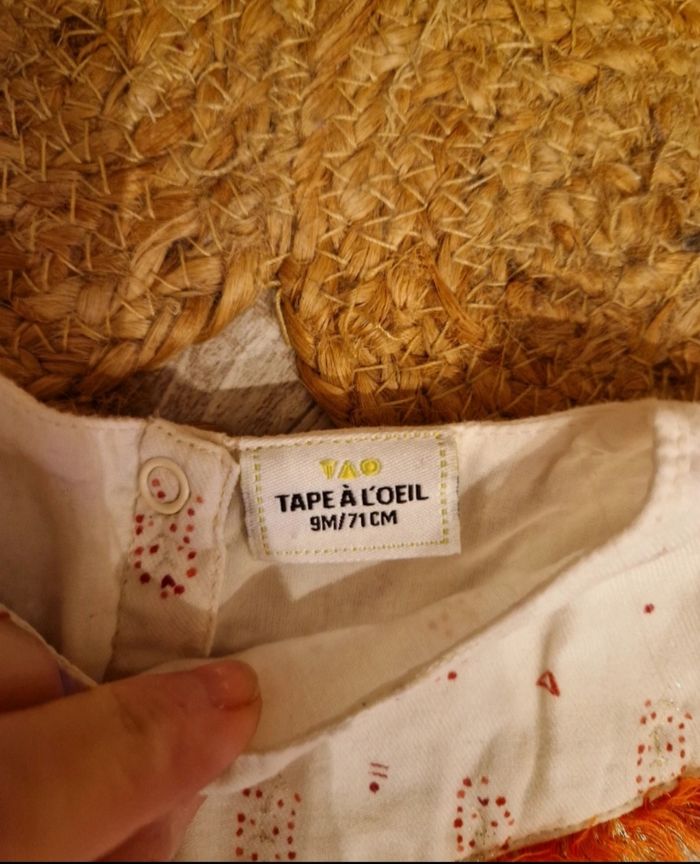 TAO
TAPE À L'OEIL
9M/71CM